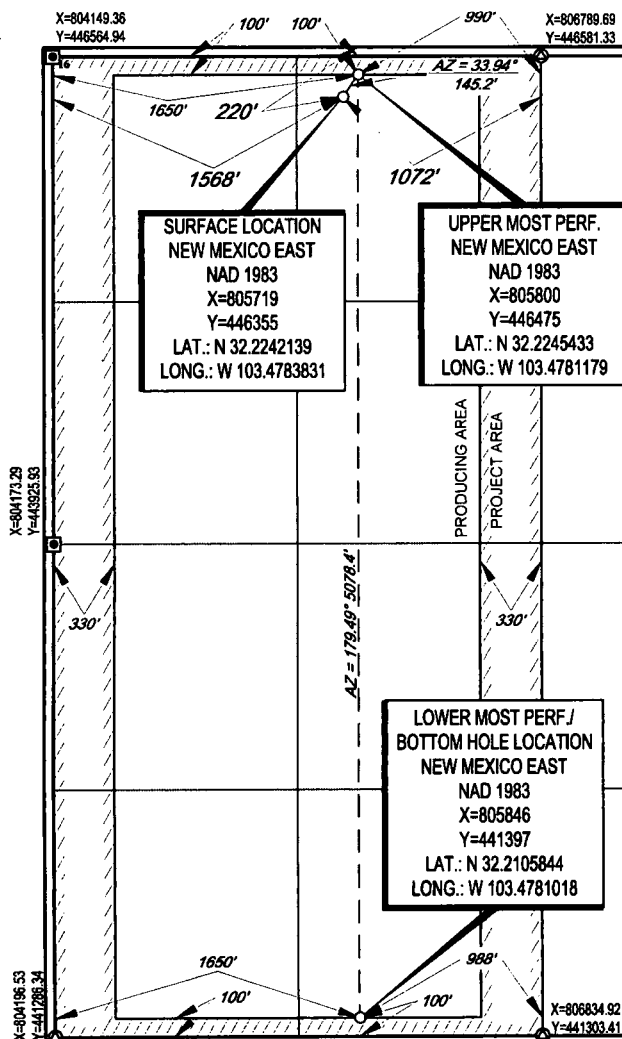 X=804149.36
Y=446564.94
100' 100'
990'
X=806789.69
Y=446581.33
16'
AZ = 33.94°
145.2'
1650'
220'
1568'
1072'
SURFACE LOCATION
NEW MEXICO EAST
NAD 1983
X=805719
Y=446355
LAT.: N 32.2242139
LONG.: W 103.4783831
UPPER MOST PERF.
NEW MEXICO EAST
NAD 1983
X=805800
Y=446475
LAT.: N 32.2245433
LONG.: W 103.4781179
PRODUCING AREA
PROJECT AREA
X=804173.29
Y=443925.93
330'
330'
AZ = 179.49° 5078.4'
LOWER MOST PERF./
BOTTOM HOLE LOCATION
NEW MEXICO EAST
NAD 1983
X=805846
Y=441397
LAT.: N 32.2105844
LONG.: W 103.4781018
1650'
988'
100'
100'
X=804196.53
Y=441286.34
X=806834.92
Y=441303.41